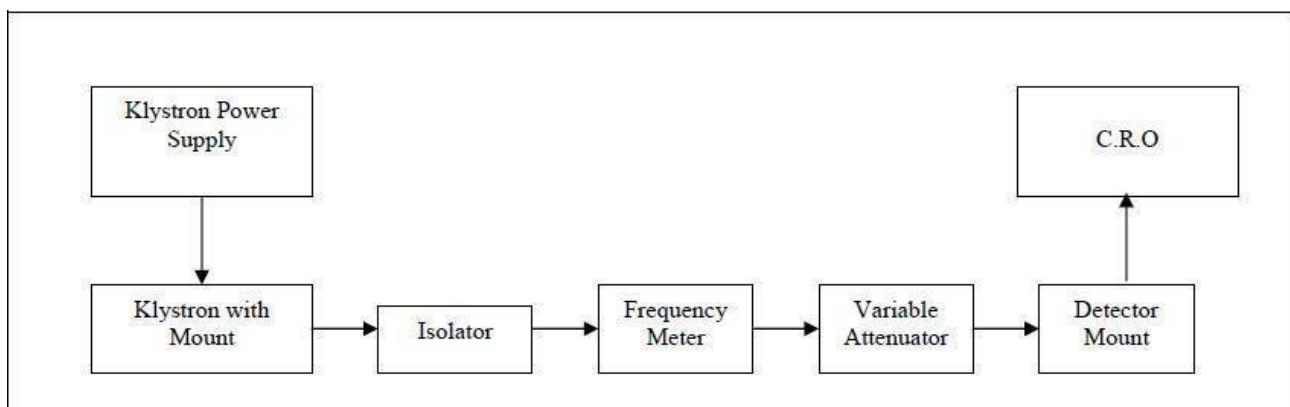 Klystron Power
Supply
C.R.O
Klystron with
Mount
Isolator
Frequency
Meter
Variable
Attenuator
Detector
Mount